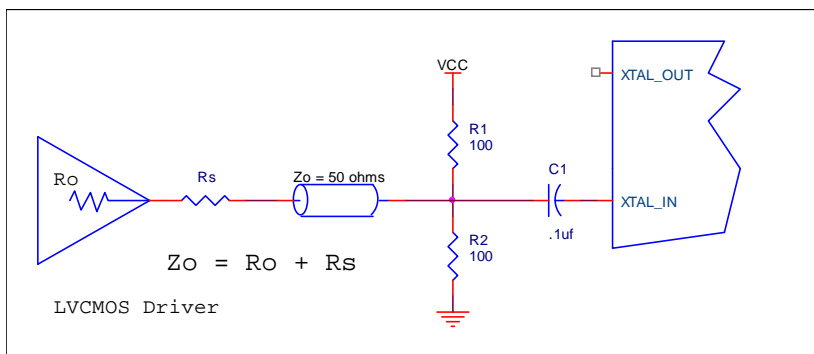 VCC
XTAL_OUT
R1
100
Ro
Rs
Zo = 50 ohms
C1
XTAL_IN
.1uf
R2
100
Zo = Ro + Rs
LVCMOS Driver